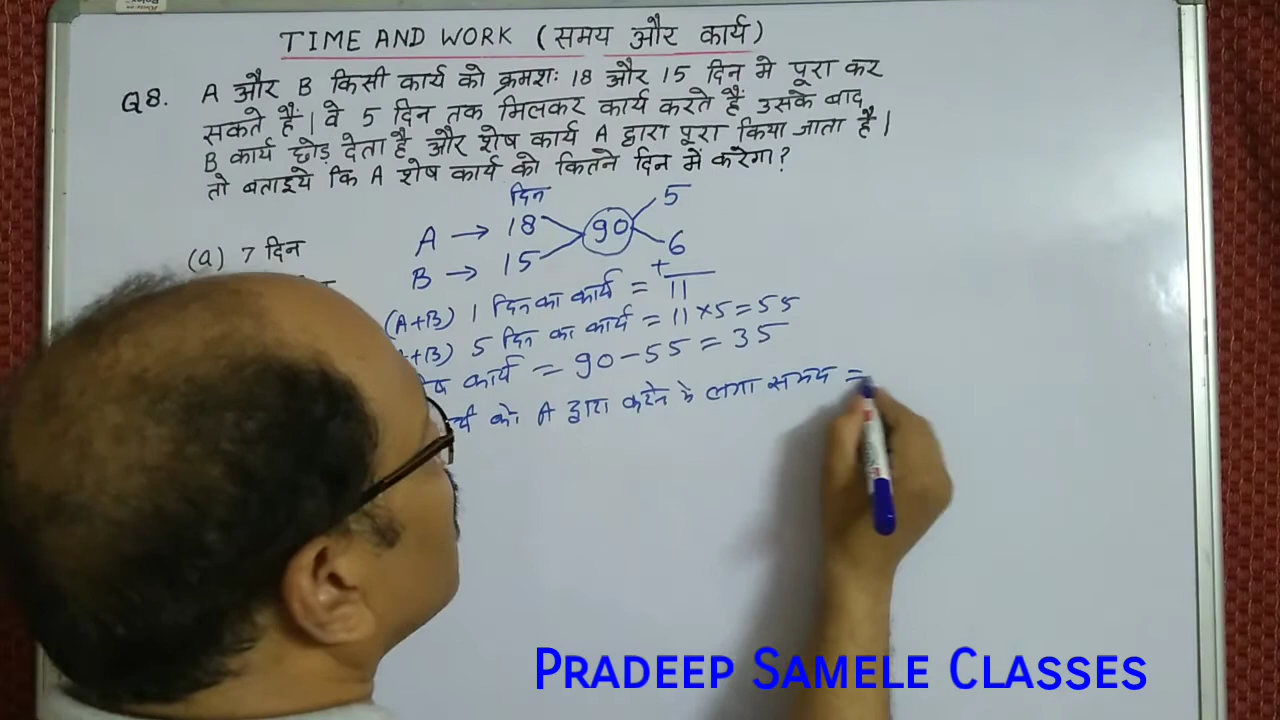 TIME AND WORK (समय और कार्य)
Q8. A और B किसी कार्य को क्रमशः 18 और 15 दिन मे पूरा कर
सकते हैं। वे 5 दिन तक मिलकर कार्य करते हैं उसके बाद
B कार्य छोड़ देता है और शेष कार्य A द्वारा पूरा किया जाता है।
तो बताइये कि A शेष कार्य को कितने दिन में करेगा?
(a) 7 दिन
दिन
A → 18 90 5
B → 15 6
(A+B) 1 दिन का कार्य = + 11
+B) 5 दिन का कार्य = 11×5=55
कार्य = 90-55=35
को A द्वारा करने मे लगा समय =
PRADEEP SAMELE CLASSES